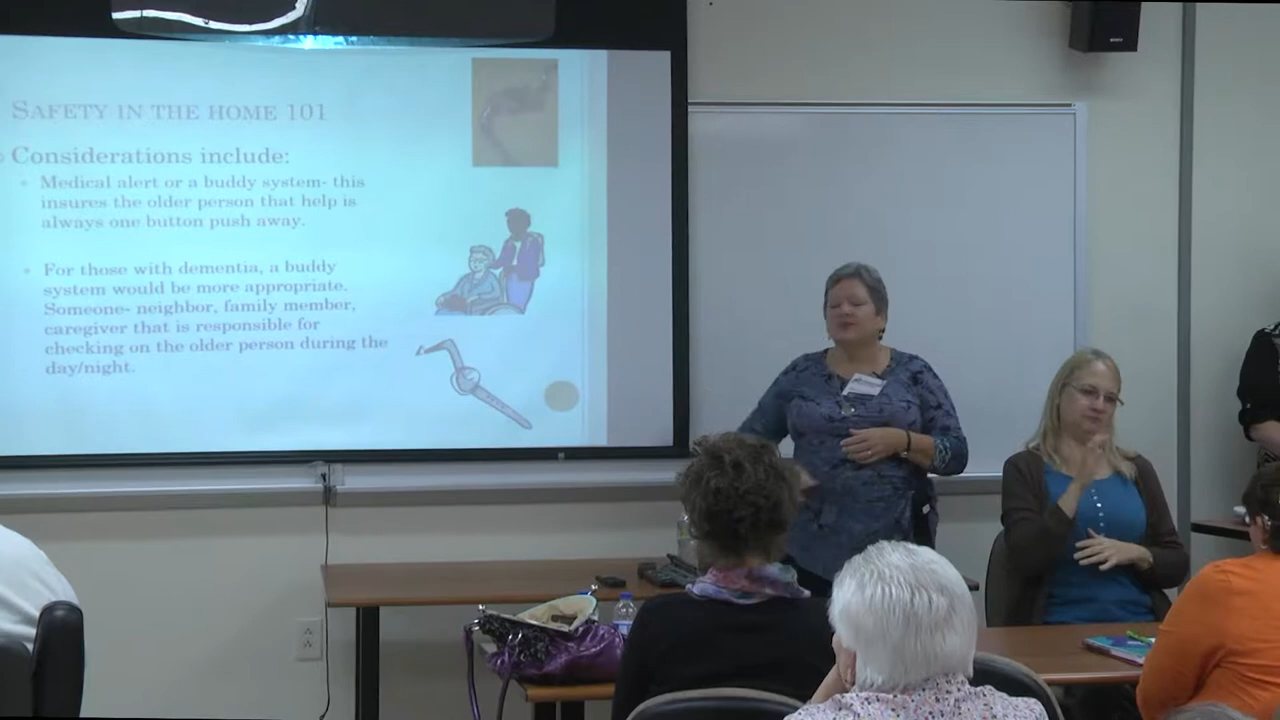 SAFETY IN THE HOME 101
Considerations include:
Medical alert or a buddy system- this
insures the older person that help is
always one button push away.
For those with dementia, a buddy
system would be more appropriate.
Someone- neighbor, family member,
caregiver that is responsible for
checking on the older person during the
day/night.